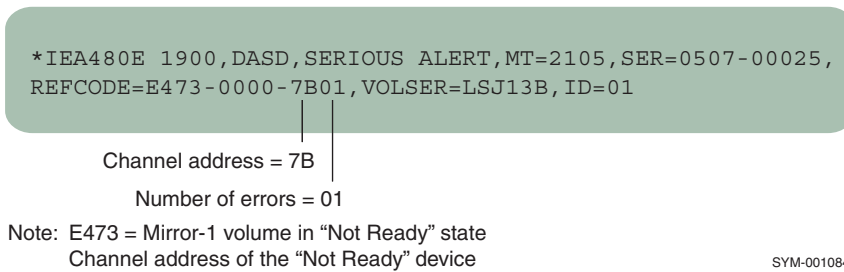 *IEA480E 1900,DASD,SERIOUS ALERT,MT=2105,SER=0507-00025,
REFCODE=E473-0000-7B01,VOLSER=LSJ13B,ID=01
Channel address = 7B
Number of errors = 01
Note: E473 = Mirror-1 volume in “Not Ready” state
Channel address of the “Not Ready” device
SYM-001084